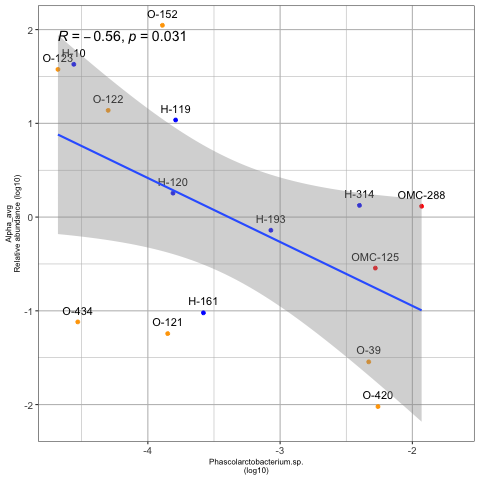 O-152
R = −0.56, p = 0.031
O-123
H-10
O-122
H-119
H-120
H-314
OMC-288
H-193
OMC-125
H-161
O-434
O-121
O-39
O-420
2
1
0
-1
-2
-4
-3
-2
Alpha_avg
Relative abundance (log10)
Phascolarctobacterium.sp.
(log10)